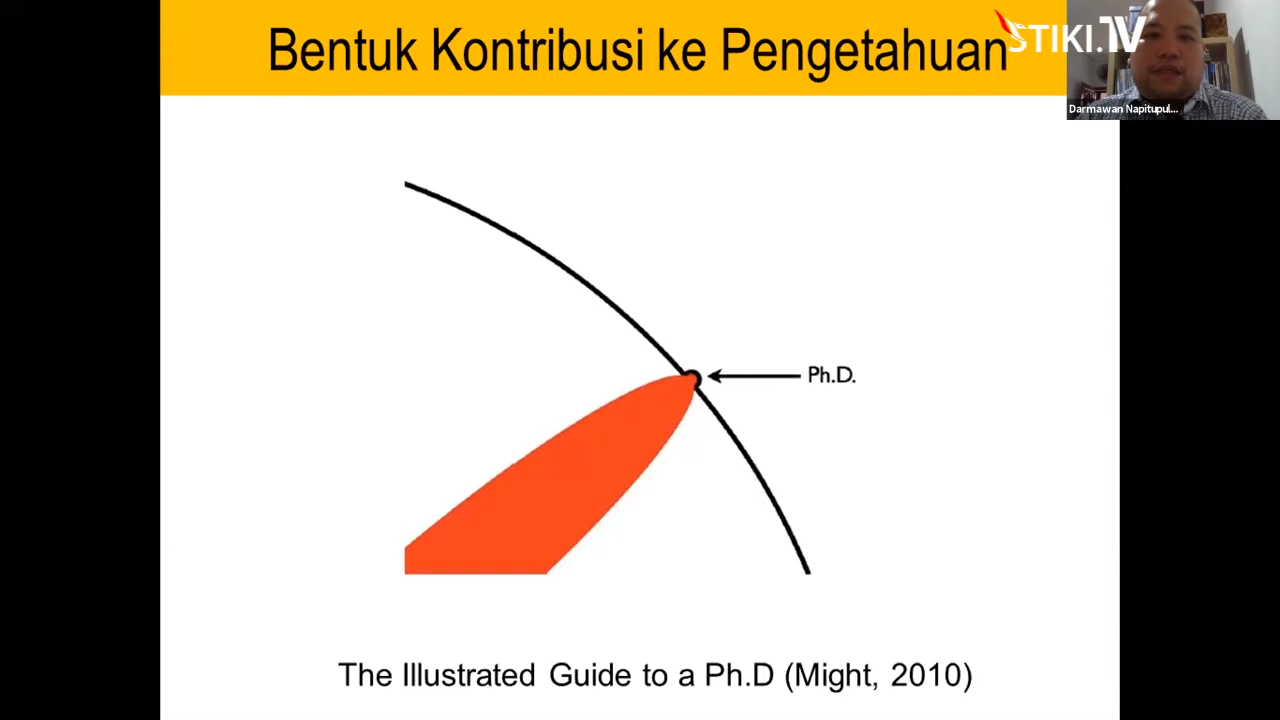 Bentuk Kontribusi ke Pengetahuan
STIKI.TV
Darmawan Napitupul...
Ph.D.
The Illustrated Guide to a Ph.D (Might, 2010)